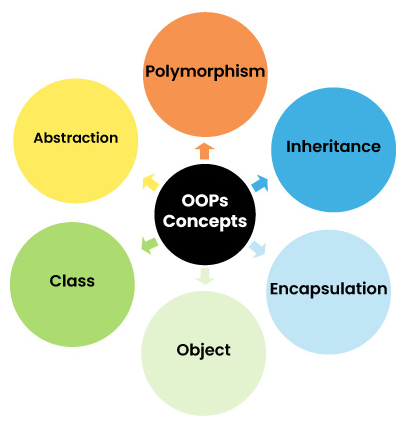 Polymorphism
Abstraction
Inheritance
OOPs
Concepts
Class
Encapsulation
Object